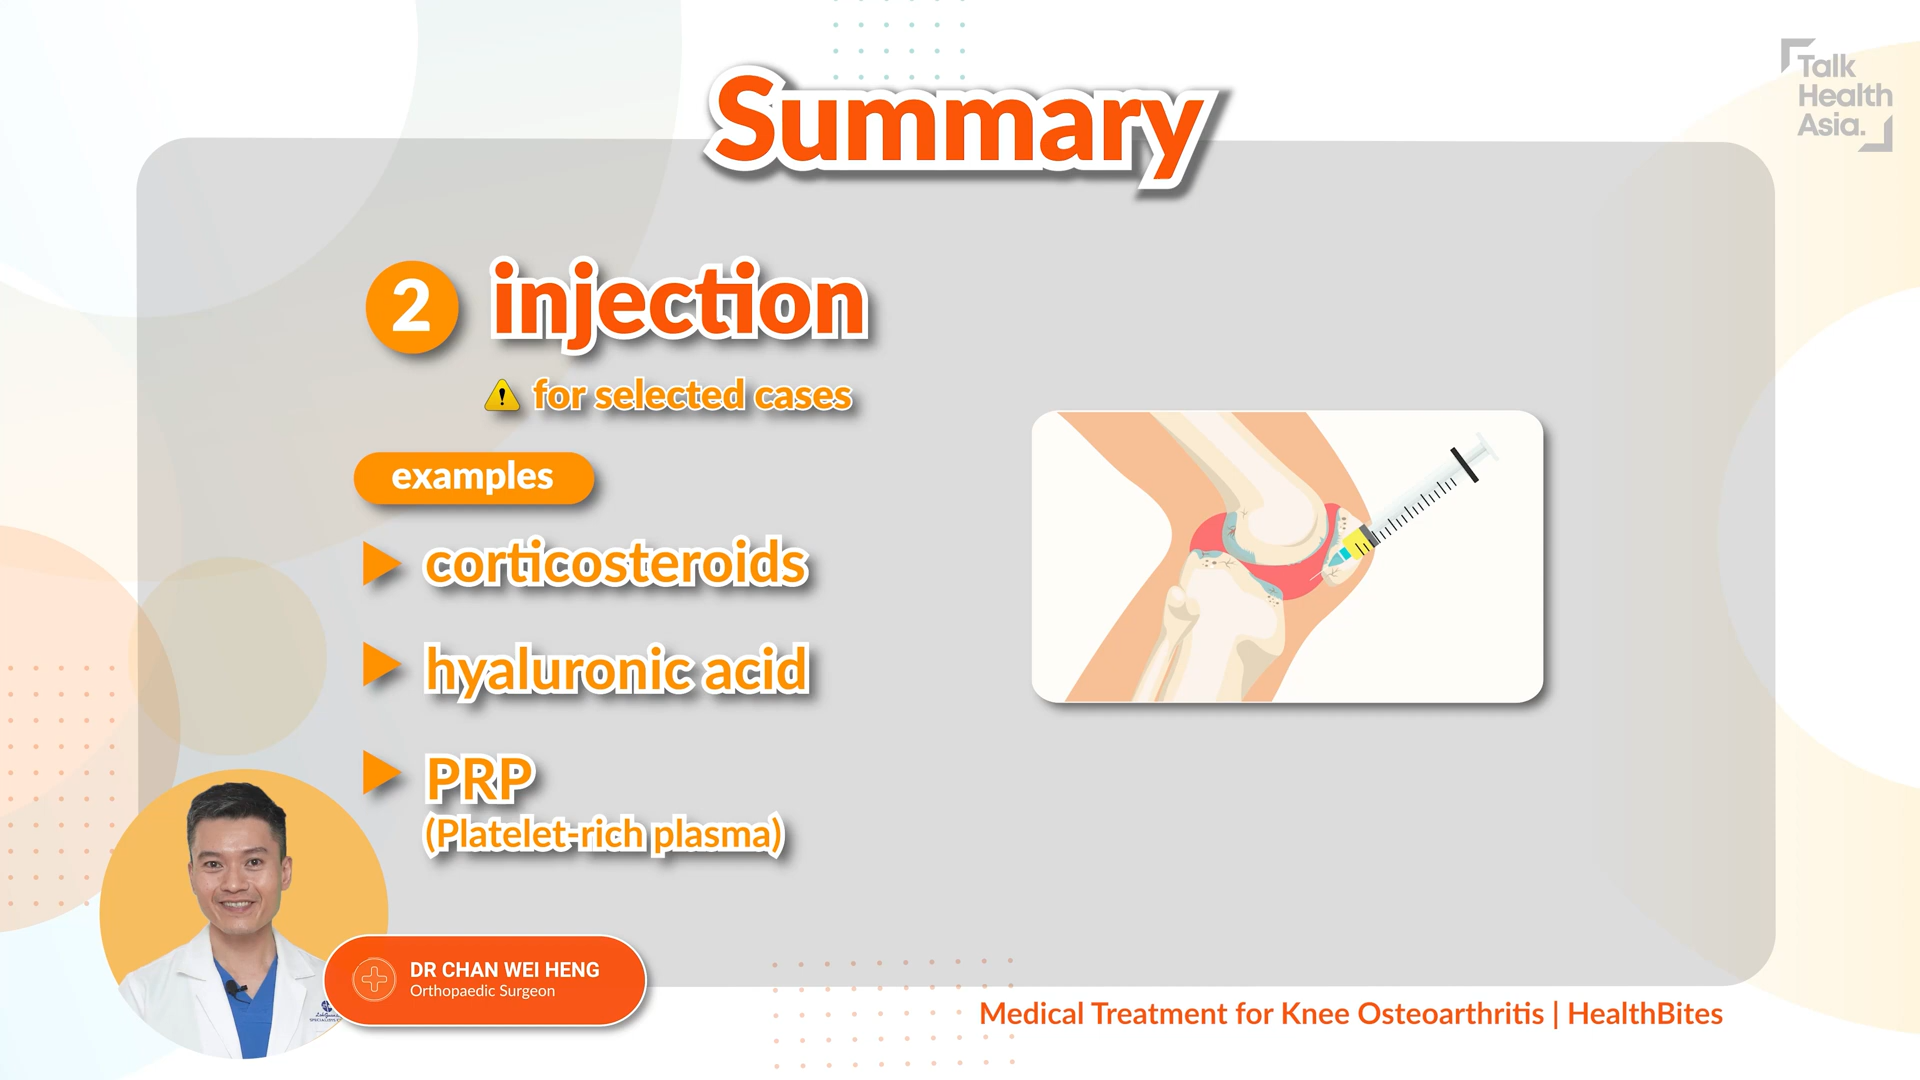 Summary
Talk
Health
Asia.
2 injection
for selected cases
examples
corticosteroids
hyaluronic acid
PRP
(Platelet-rich plasma)
DR CHAN WEI HENG
Orthopaedic Surgeon
Medical Treatment for Knee Osteoarthritis | HealthBites